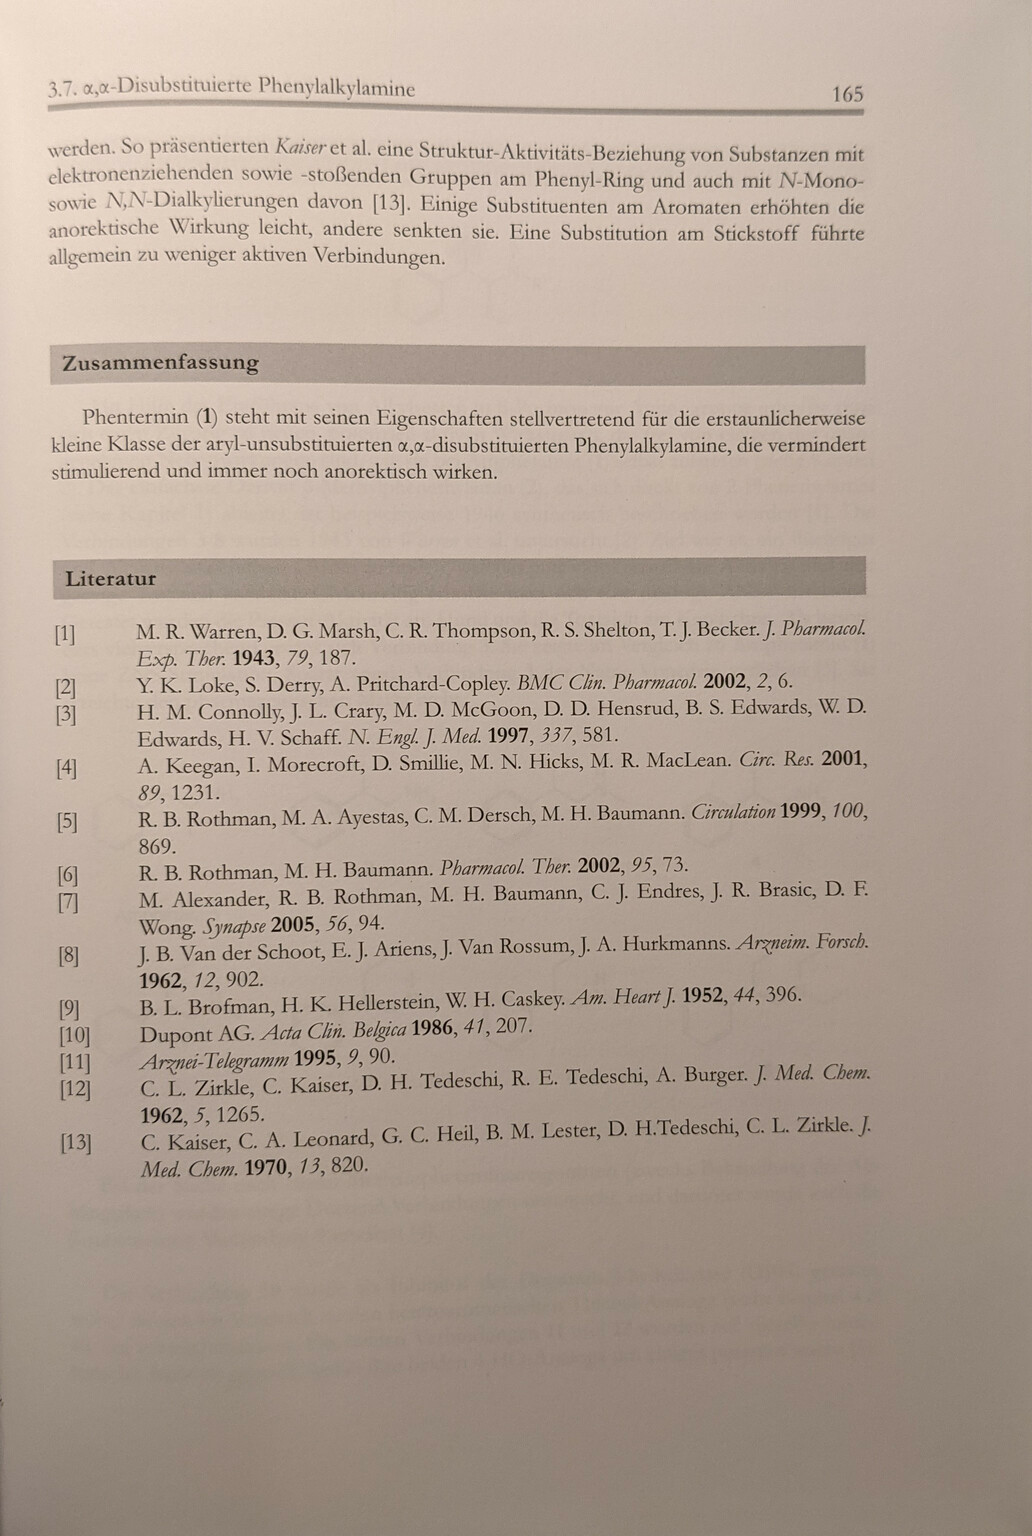 3.7. α,α-Disubstituierte Phenylalkylamine 165
werden. So präsentierten Kaiser et al. eine Struktur-Aktivitäts-Beziehung von Substanzen mit
elektronenziehenden sowie -stoßenden Gruppen am Phenyl-Ring und auch mit N-Mono-
sowie N,N-Dialkylierungen davon [13]. Einige Substituenten am Aromaten erhöhten die
anorektische Wirkung leicht, andere senkten sie. Eine Substitution am Stickstoff führte
allgemein zu weniger aktiven Verbindungen.
Zusammenfassung
Phentermin (1) steht mit seinen Eigenschaften stellvertretend für die erstaunlicherweise
kleine Klasse der aryl-unsubstituierten α,α-disubstituierten Phenylalkylamine, die vermindert
stimulierend und immer noch anorektisch wirken.
Literatur
[1] M. R. Warren, D. G. Marsh, C. R. Thompson, R. S. Shelton, T. J. Becker. J. Pharmacol.
Exp. Ther. 1943, 79, 187.
[2] Y. K. Loke, S. Derry, A. Pritchard-Copley. BMC Clin. Pharmacol. 2002, 2, 6.
[3] H. M. Connolly, J. L. Crary, M. D. McGoon, D. D. Hensrud, B. S. Edwards, W. D.
Edwards, H. V. Schaff. N. Engl. J. Med. 1997, 337, 581.
[4] A. Keegan, I. Morecroft, D. Smillie, M. N. Hicks, M. R. MacLean. Circ. Res. 2001,
89, 1231.
[5] R. B. Rothman, M. A. Ayestas, C. M. Dersch, M. H. Baumann. Circulation 1999, 100,
869.
[6] R. B. Rothman, M. H. Baumann. Pharmacol. Ther. 2002, 95, 73.
[7] M. Alexander, R. B. Rothman, M. H. Baumann, C. J. Endres, J. R. Brasic, D. F.
Wong. Synapse 2005, 56, 94.
[8] J. B. Van der Schoot, E. J. Ariens, J. Van Rossum, J. A. Hurkmanns. Arzneim. Forsch.
1962, 12, 902.
[9] B. L. Brofman, H. K. Hellerstein, W. H. Caskey. Am. Heart J. 1952, 44, 396.
[10] Dupont AG. Acta Clin. Belgica 1986, 41, 207.
[11] Arznei-Telegramm 1995, 9, 90.
[12] C. L. Zirkle, C. Kaiser, D. H. Tedeschi, R. E. Tedeschi, A. Burger. J. Med. Chem.
1962, 5, 1265.
[13] C. Kaiser, C. A. Leonard, G. C. Heil, B. M. Lester, D. H.Tedeschi, C. L. Zirkle. J.
Med. Chem. 1970, 13, 820.